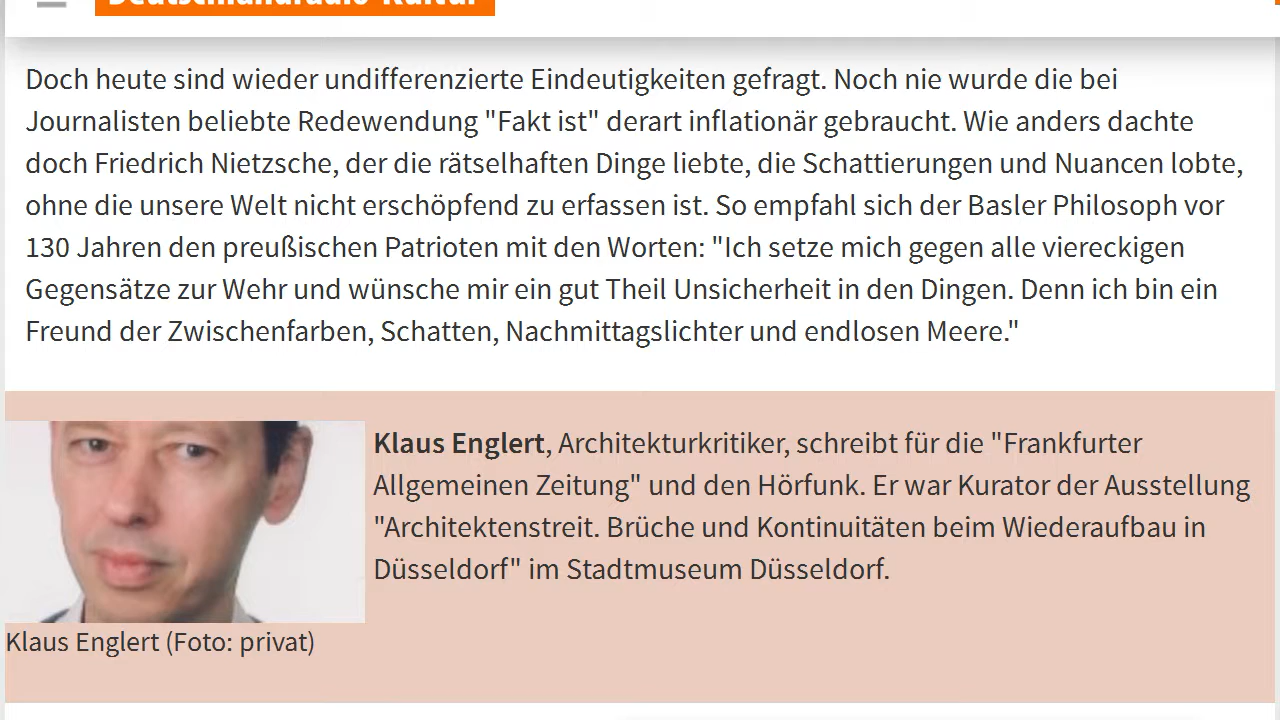 Deutschlandradio Kultur
Doch heute sind wieder undifferenzierte Eindeutigkeiten gefragt. Noch nie wurde die bei
Journalisten beliebte Redewendung "Fakt ist" derart inflationär gebraucht. Wie anders dachte
doch Friedrich Nietzsche, der die rätselhaften Dinge liebte, die Schattierungen und Nuancen lobte,
ohne die unsere Welt nicht erschöpfend zu erfassen ist. So empfahl sich der Basler Philosoph vor
130 Jahren den preußischen Patrioten mit den Worten: "Ich setze mich gegen alle viereckigen
Gegensätze zur Wehr und wünsche mir ein gut Theil Unsicherheit in den Dingen. Denn ich bin ein
Freund der Zwischenfarben, Schatten, Nachmittagslichter und endlosen Meere."
Klaus Englert, Architekturkritiker, schreibt für die "Frankfurter
Allgemeinen Zeitung" und den Hörfunk. Er war Kurator der Ausstellung
"Architektenstreit. Brüche und Kontinuitäten beim Wiederaufbau in
Düsseldorf" im Stadtmuseum Düsseldorf.
Klaus Englert (Foto: privat)